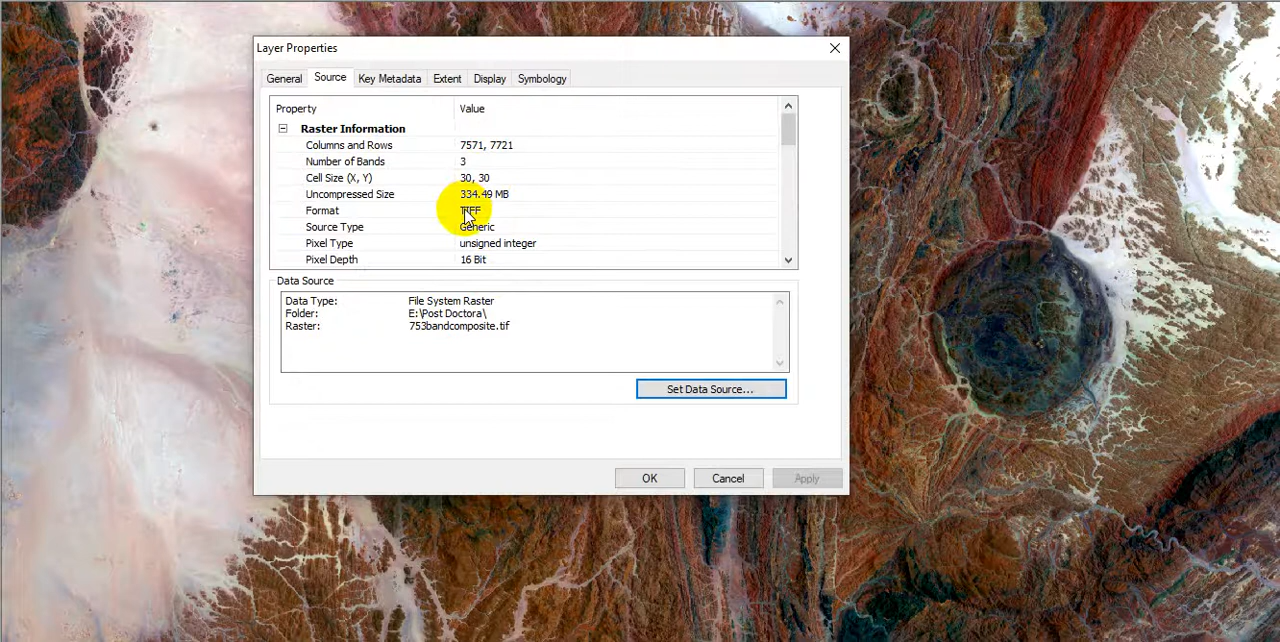 Layer Properties
General Source Key Metadata Extent Display Symbology
Property Value
Raster Information
Columns and Rows 7571, 7721
Number of Bands 3
Cell Size (X, Y) 30, 30
Uncompressed Size 334.49 MB
Format TIFF
Source Type Generic
Pixel Type unsigned integer
Pixel Depth 16 Bit
Data Source
Data Type: File System Raster
Folder: E:\Post Doctora\
Raster: 753bandcomposite.tif
Set Data Source...
OK Cancel Apply